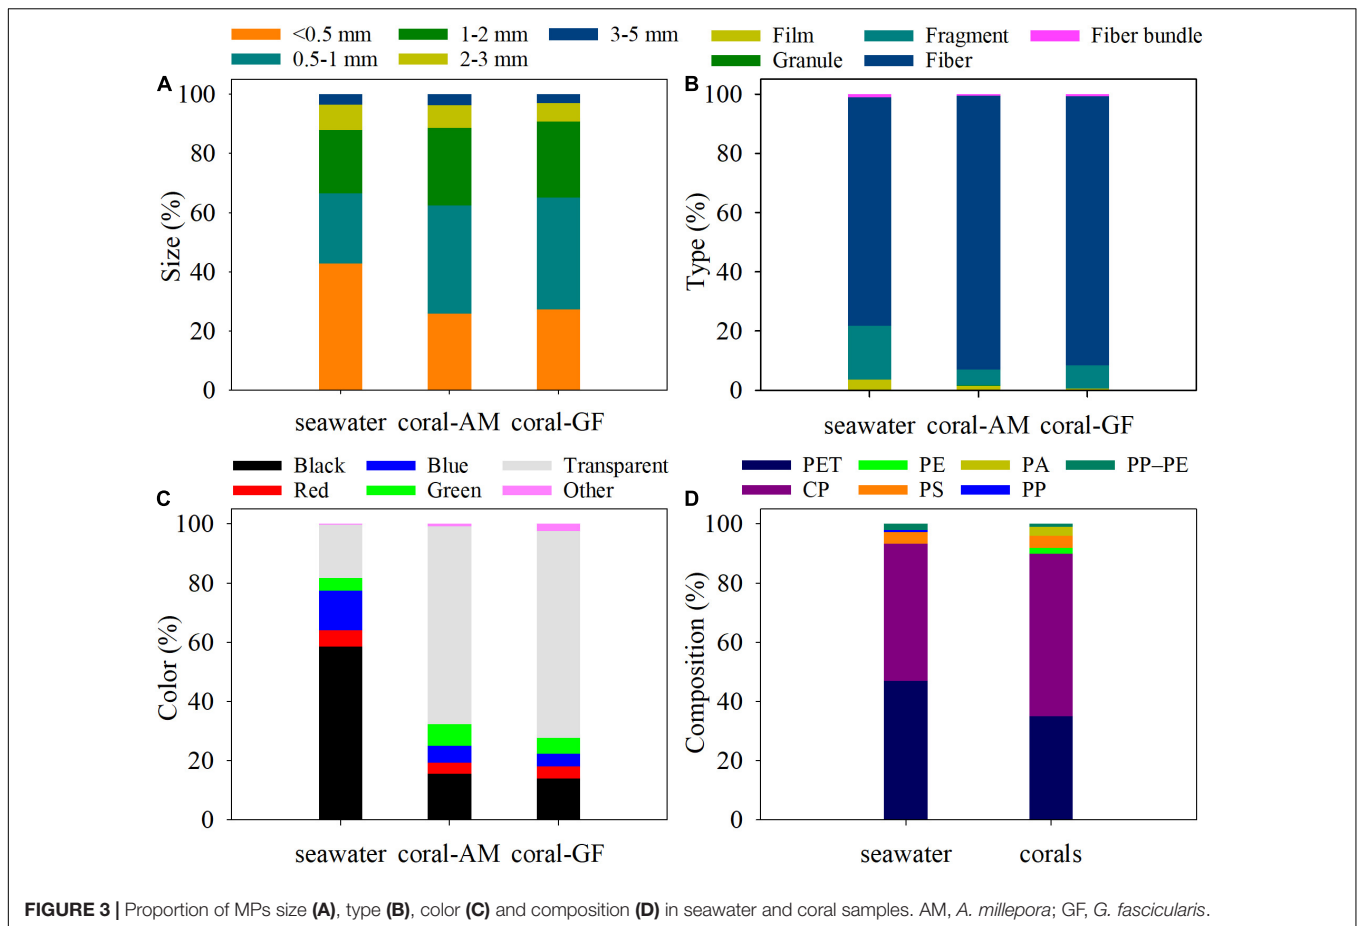 <0.5 mm 1-2 mm 3-5 mm
0.5-1 mm 2-3 mm
A
100
80
60
40
20
0
Size (%)
seawater coral-AM coral-GF
Film Fragment Fiber bundle
Granule Fiber
B
100
80
60
40
20
0
Type (%)
seawater coral-AM coral-GF
Black Blue Transparent
Red Green Other
C
100
80
60
40
20
0
Color (%)
seawater coral-AM coral-GF
PET PE PA PP–PE
CP PS PP
D
100
80
60
40
20
0
Composition (%)
seawater corals
FIGURE 3 | Proportion of MPs size (A), type (B), color (C) and composition (D) in seawater and coral samples. AM, A. millepora; GF, G. fascicularis.